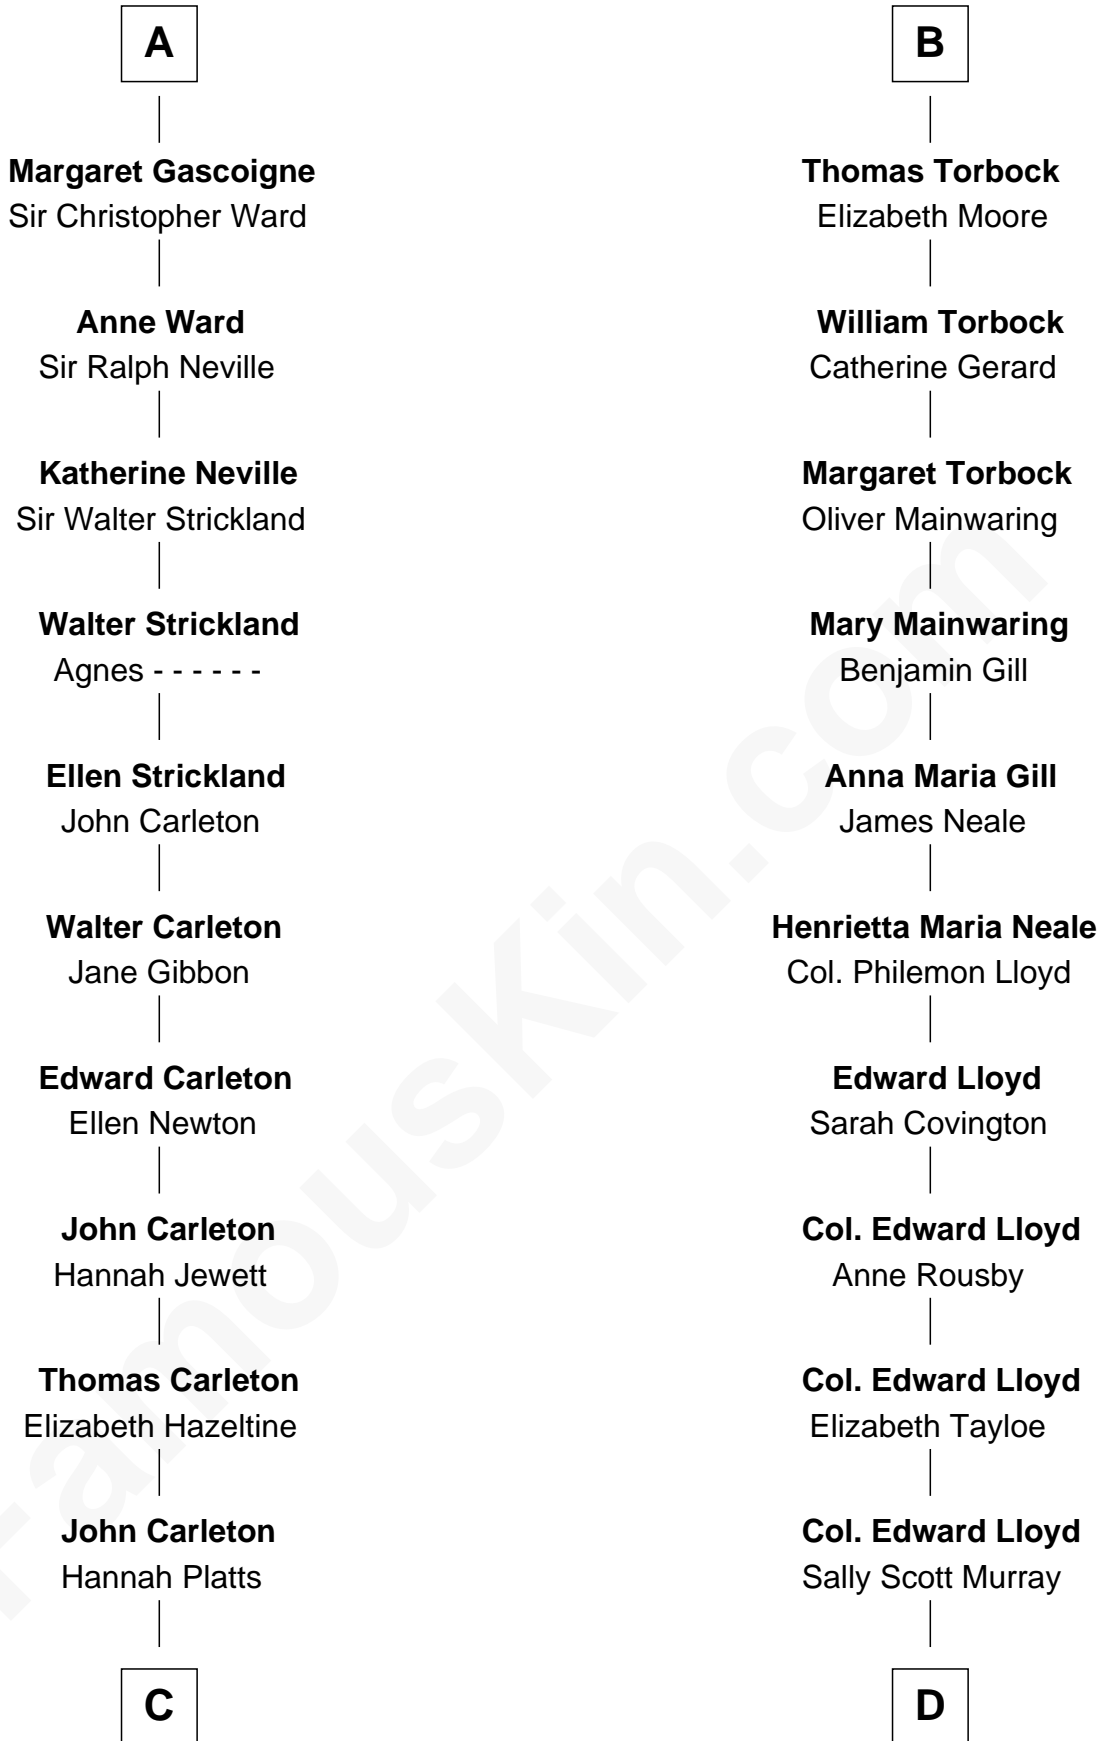 A
Margaret Gascoigne
Sir Christopher Ward
Anne Ward
Sir Ralph Neville
Katherine Neville
Sir Walter Strickland
Walter Strickland
Agnes - - - - - -
Ellen Strickland
John Carleton
Walter Carleton
Jane Gibbon
Edward Carleton
Ellen Newton
John Carleton
Hannah Jewett
Thomas Carleton
Elizabeth Hazeltine
John Carleton
Hannah Platts
C
B
Thomas Torbock
Elizabeth Moore
William Torbock
Catherine Gerard
Margaret Torbock
Oliver Mainwaring
Mary Mainwaring
Benjamin Gill
Anna Maria Gill
James Neale
Henrietta Maria Neale
Col. Philemon Lloyd
Edward Lloyd
Sarah Covington
Col. Edward Lloyd
Anne Rousby
Col. Edward Lloyd
Elizabeth Tayloe
Col. Edward Lloyd
Sally Scott Murray
D
FamousKin.com